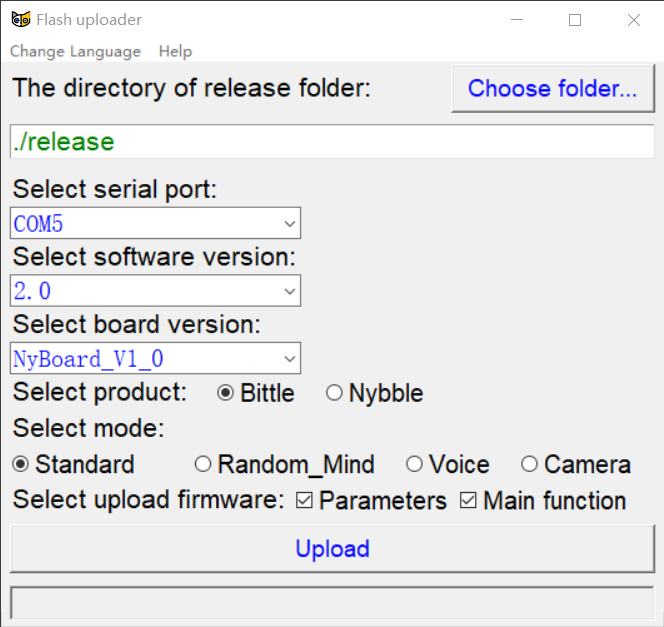 Flash uploader
Change Language Help
The directory of release folder: Choose folder...
./release
Select serial port:
COM5
Select software version:
2.0
Select board version:
NyBoard_V1_0
Select product: Bittle Nybble
Select mode:
Standard Random_Mind Voice Camera
Select upload firmware: Parameters Main function
Upload